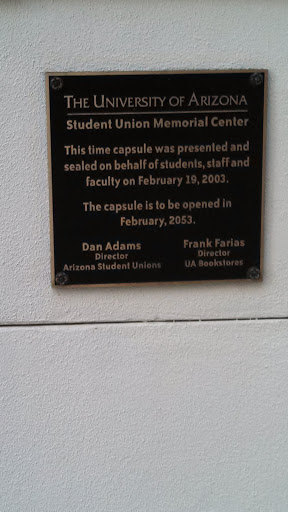 THE UNIVERSITY OF ARIZONA
Student Union Memorial Center
This time capsule was presented and
sealed on behalf of students, staff and
faculty on February 19, 2003.
The capsule is to be opened in
February, 2053.
Dan Adams
Director
Arizona Student Unions
Frank Farias
Director
UA Bookstores